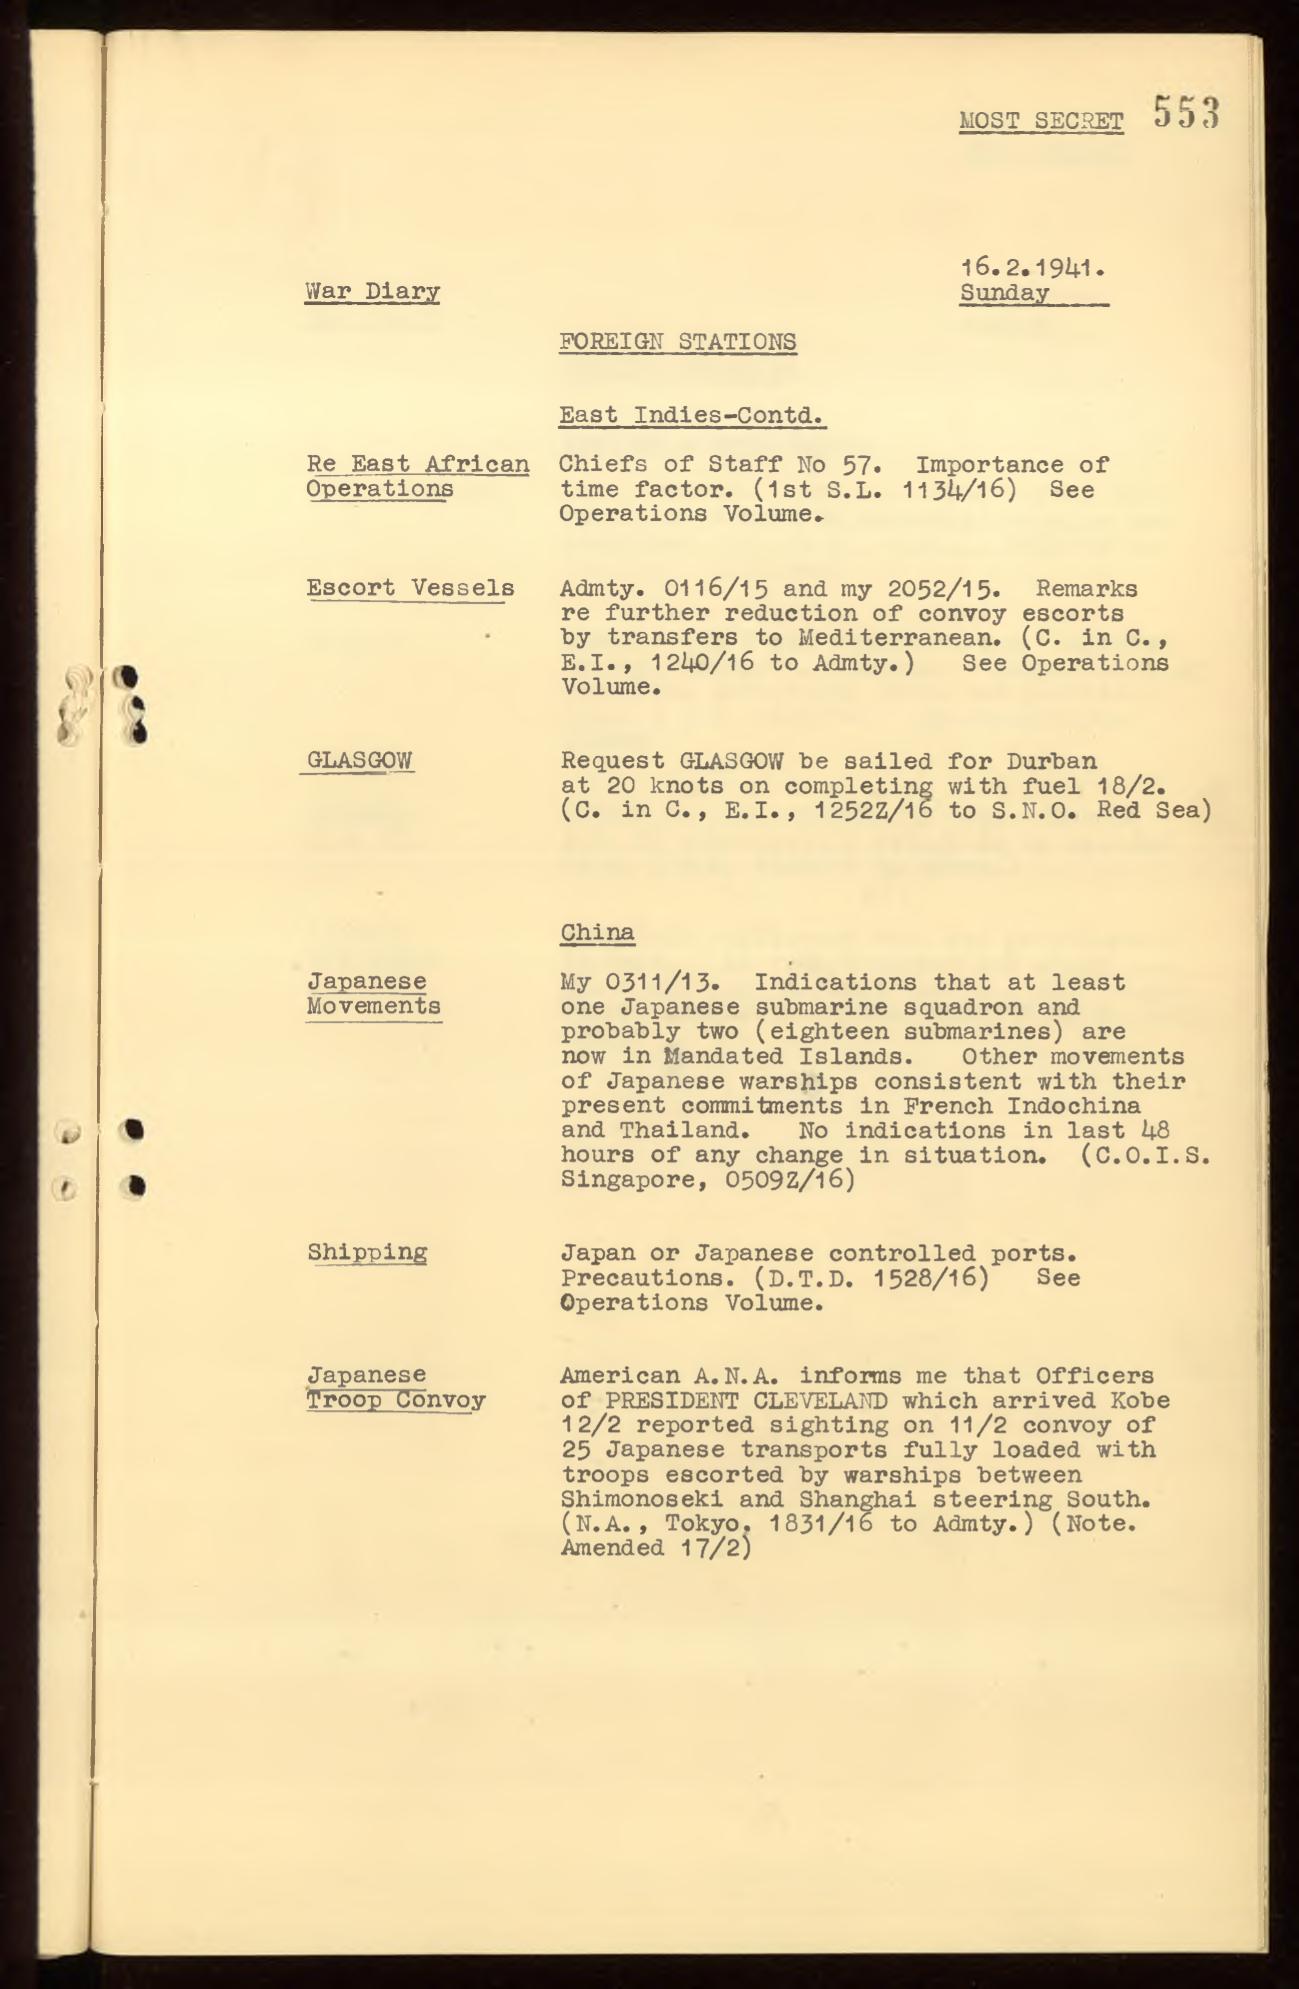 MOST SECRET 553
16.2.1941.
War Diary Sunday
FOREIGN STATIONS
East Indies-Contd.
Re East African Chiefs of Staff No 57. Importance of
Operations time factor. (1st S.L. 1134/16) See
Operations Volume.
Escort Vessels Admty. 0116/15 and my 2052/15. Remarks
re further reduction of convoy escorts
by transfers to Mediterranean. (C. in C.,
E.I., 1240/16 to Admty.) See Operations
Volume.
GLASGOW Request GLASGOW be sailed for Durban
at 20 knots on completing with fuel 18/2.
(C. in C., E.I., 1252Z/16 to S.N.O. Red Sea)
China
Japanese My 0311/13. Indications that at least
Movements one Japanese submarine squadron and
probably two (eighteen submarines) are
now in Mandated Islands. Other movements
of Japanese warships consistent with their
present commitments in French Indochina
and Thailand. No indications in last 48
hours of any change in situation. (C.O.I.S.
Singapore, 0509Z/16)
Shipping Japan or Japanese controlled ports.
Precautions. (D.T.D. 1528/16) See
Operations Volume.
Japanese American A.N.A. informs me that Officers
Troop Convoy of PRESIDENT CLEVELAND which arrived Kobe
12/2 reported sighting on 11/2 convoy of
25 Japanese transports fully loaded with
troops escorted by warships between
Shimonoseki and Shanghai steering South.
(N.A., Tokyo, 1831/16 to Admty.) (Note.
Amended 17/2)